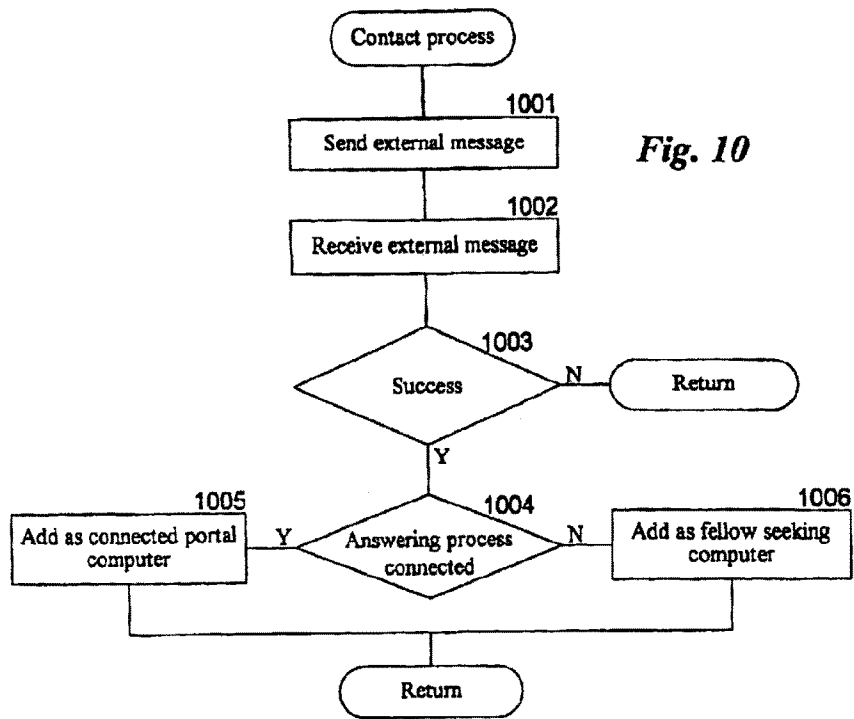 Contact process
1001
Send external message
Fig. 10
1002
Receive external message
1003
Success
N
Return
Y
1005
Add as connected portal
computer
Y
1004
Answering process
connected
N
1006
Add as fellow seeking
computer
Return